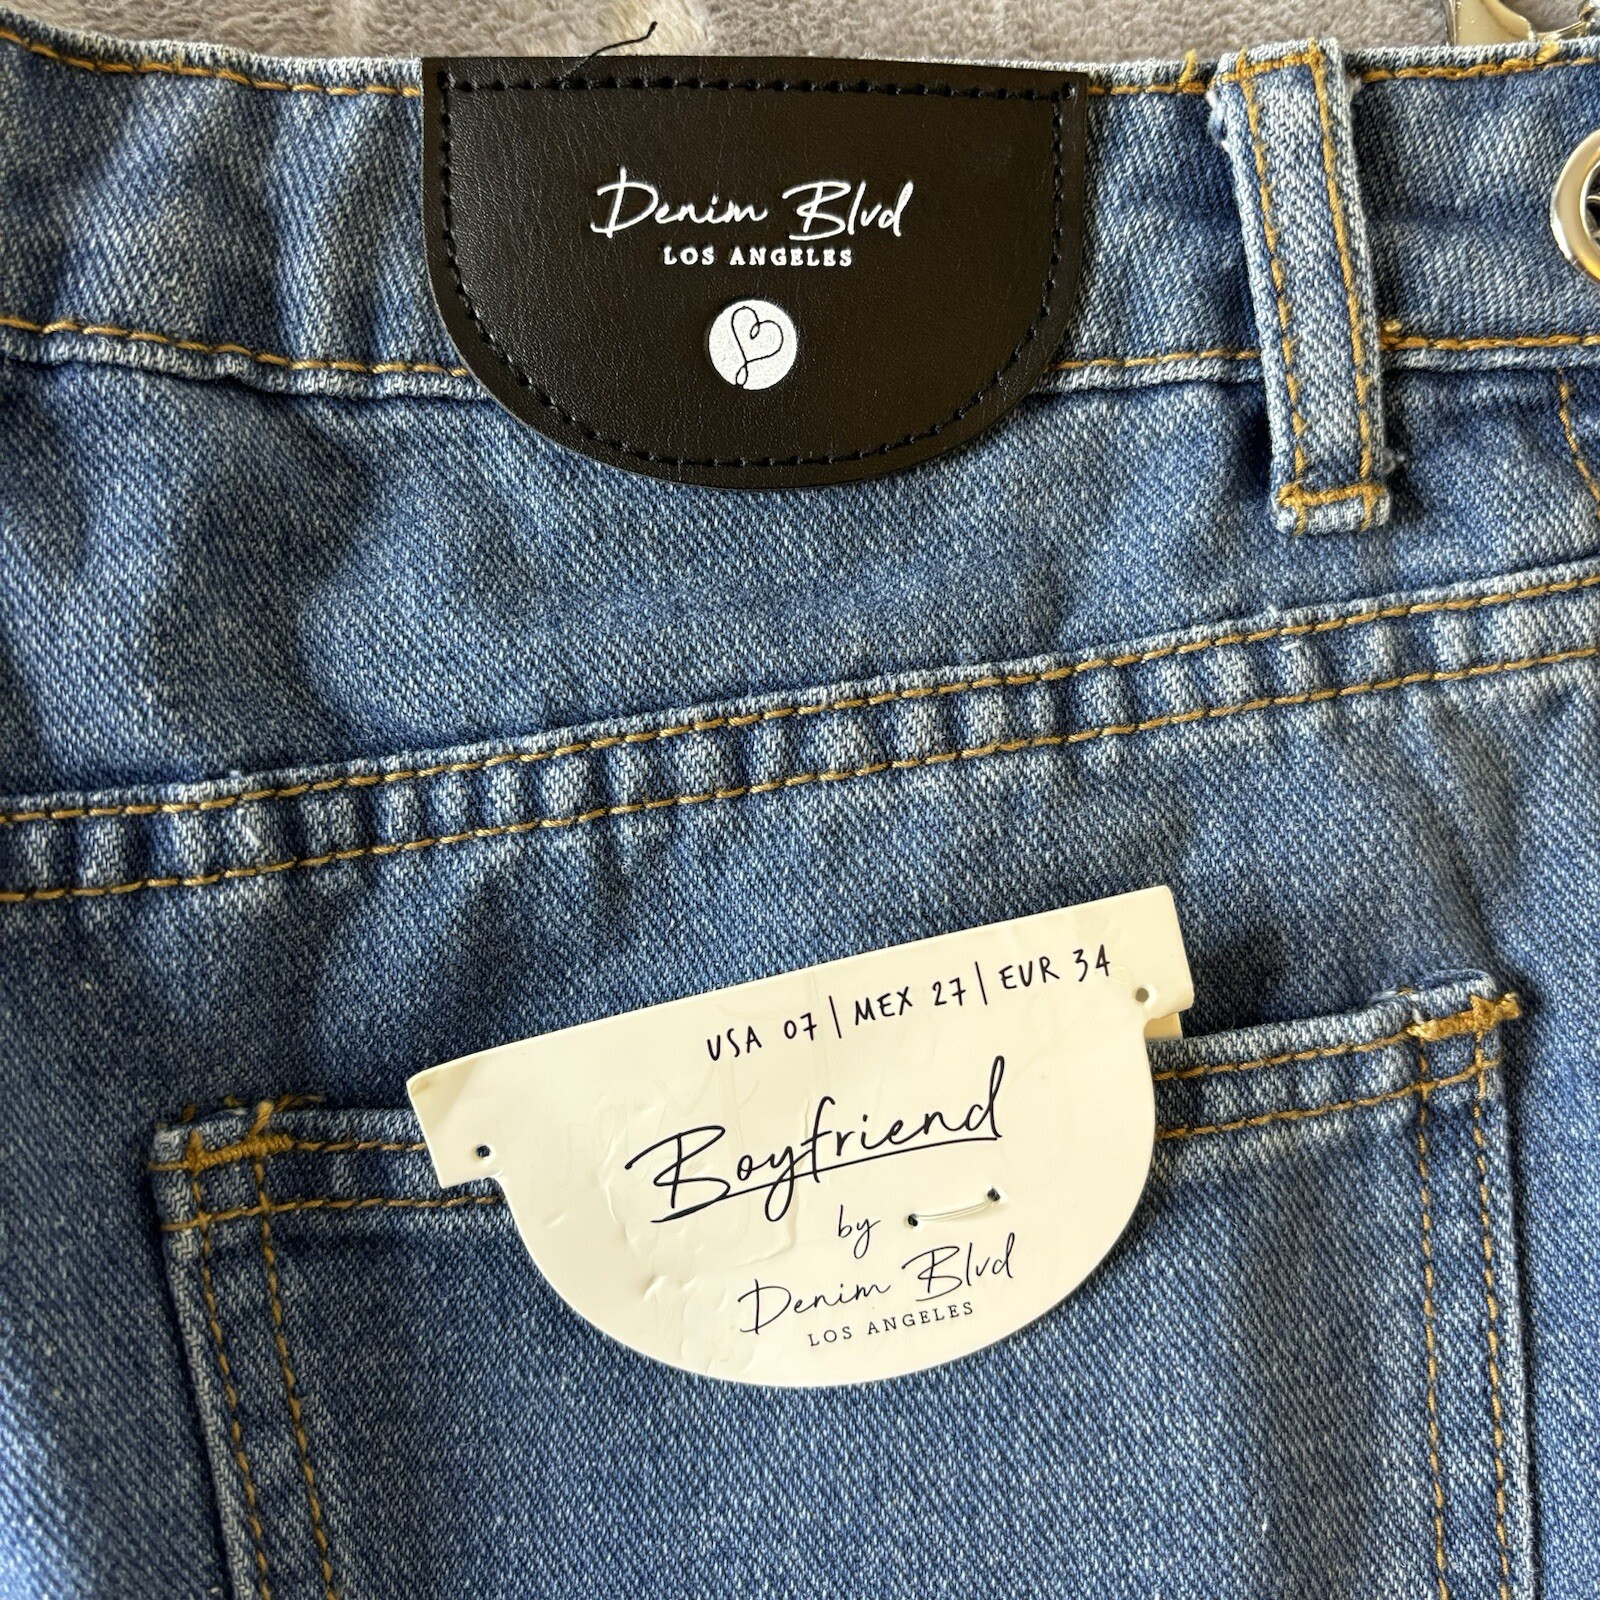 Denim Blvd
LOS ANGELES
USA 07 | MEX 27 | EUR 34
Boyfriend
by
Denim Blvd
LOS ANGELES